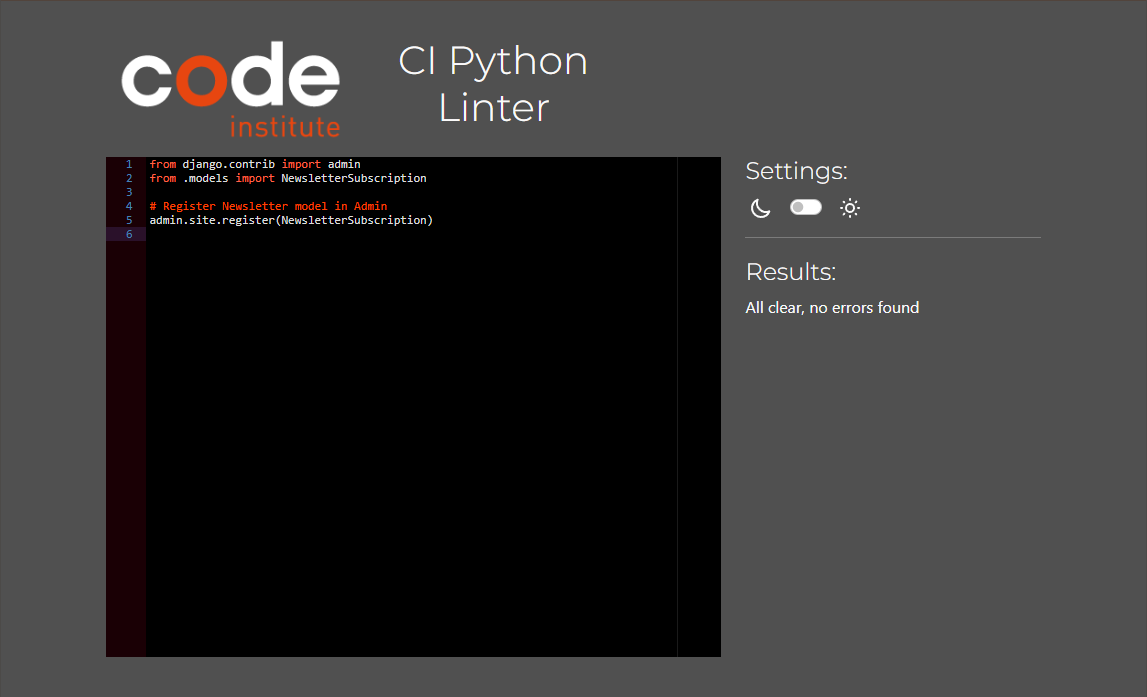 code
institute
CI Python
Linter
1 from django.contrib import admin
2 from .models import NewsletterSubscription
3
4 # Register Newsletter model in Admin
5 admin.site.register(NewsletterSubscription)
6
Settings:
Results:
All clear, no errors found